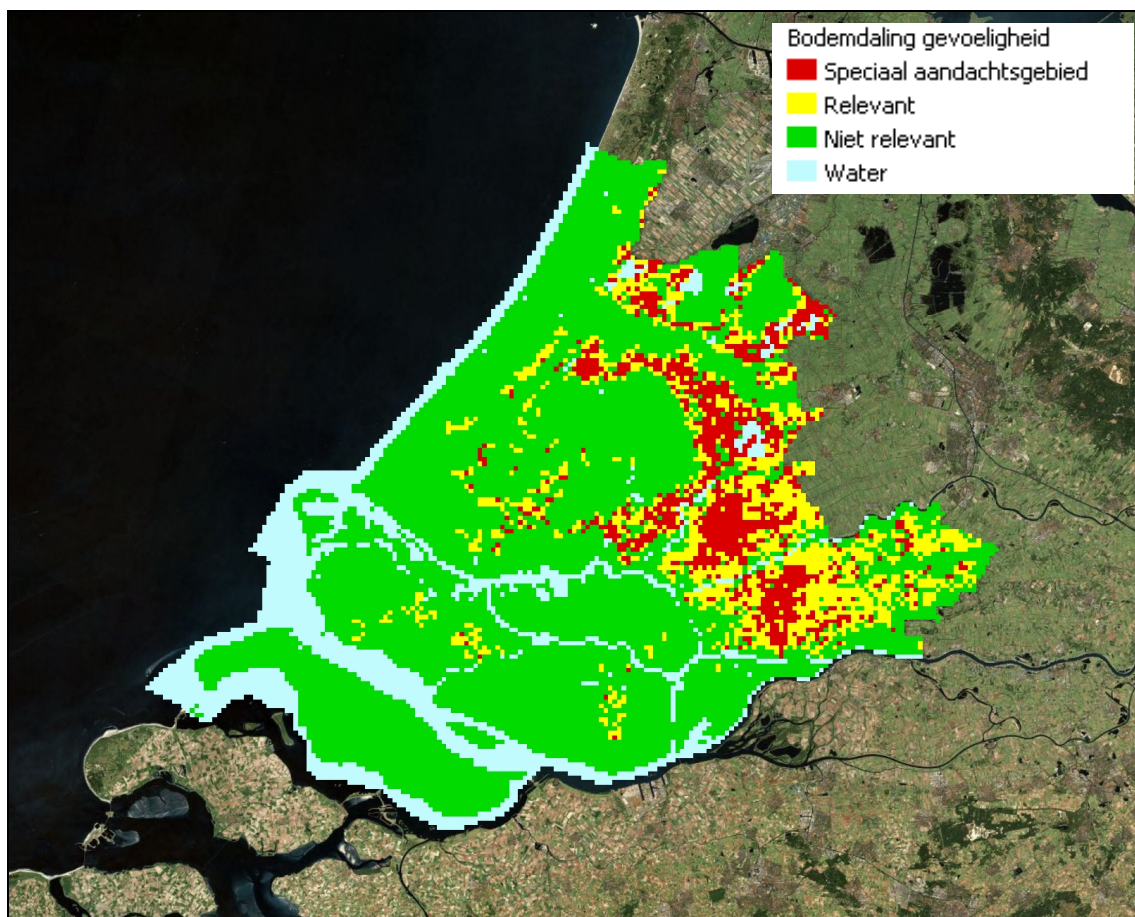 Bodemdaling gevoeligheid
Speciaal aandachtsgebied
Relevant
Niet relevant
Water